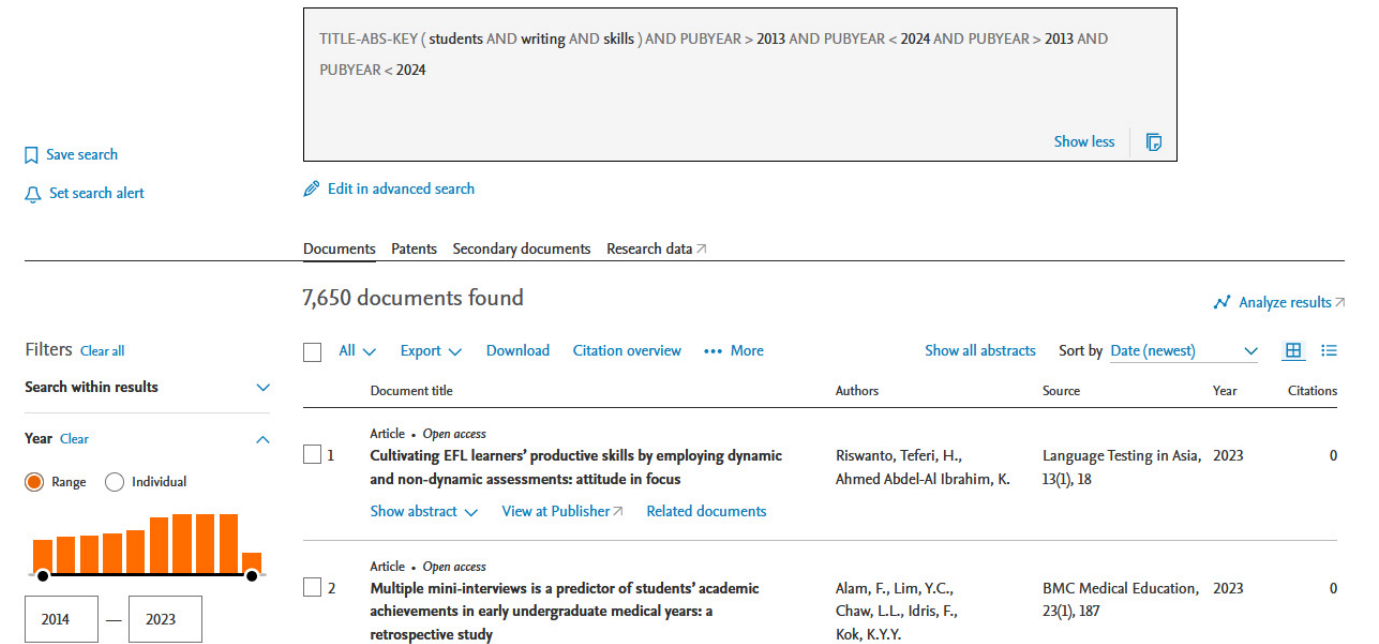 TITLE-ABS-KEY ( students AND writing AND skills ) AND PUBYEAR > 2013 AND PUBYEAR < 2024 AND PUBYEAR > 2013 AND
PUBYEAR < 2024
Show less
Save search
Set search alert
Edit in advanced search
Documents Patents Secondary documents Research data
7,650 documents found
Analyze results
Filters Clear all
All Export Download Citation overview ••• More Show all abstracts Sort by Date (newest)
Search within results
Document title Authors Source Year Citations
Year Clear
Range Individual
2014 — 2023
Article • Open access
1 Cultivating EFL learners' productive skills by employing dynamic Riswanto, Teferi, H., Language Testing in Asia, 2023 0
and non-dynamic assessments: attitude in focus Ahmed Abdel-Al Ibrahim, K. 13(1), 18
Show abstract View at Publisher Related documents
Article • Open access
2 Multiple mini-interviews is a predictor of students' academic Alam, F., Lim, Y.C., BMC Medical Education, 2023 0
achievements in early undergraduate medical years: a Chaw, L.L., Idris, F., 23(1), 187
retrospective study Kok, K.Y.Y.